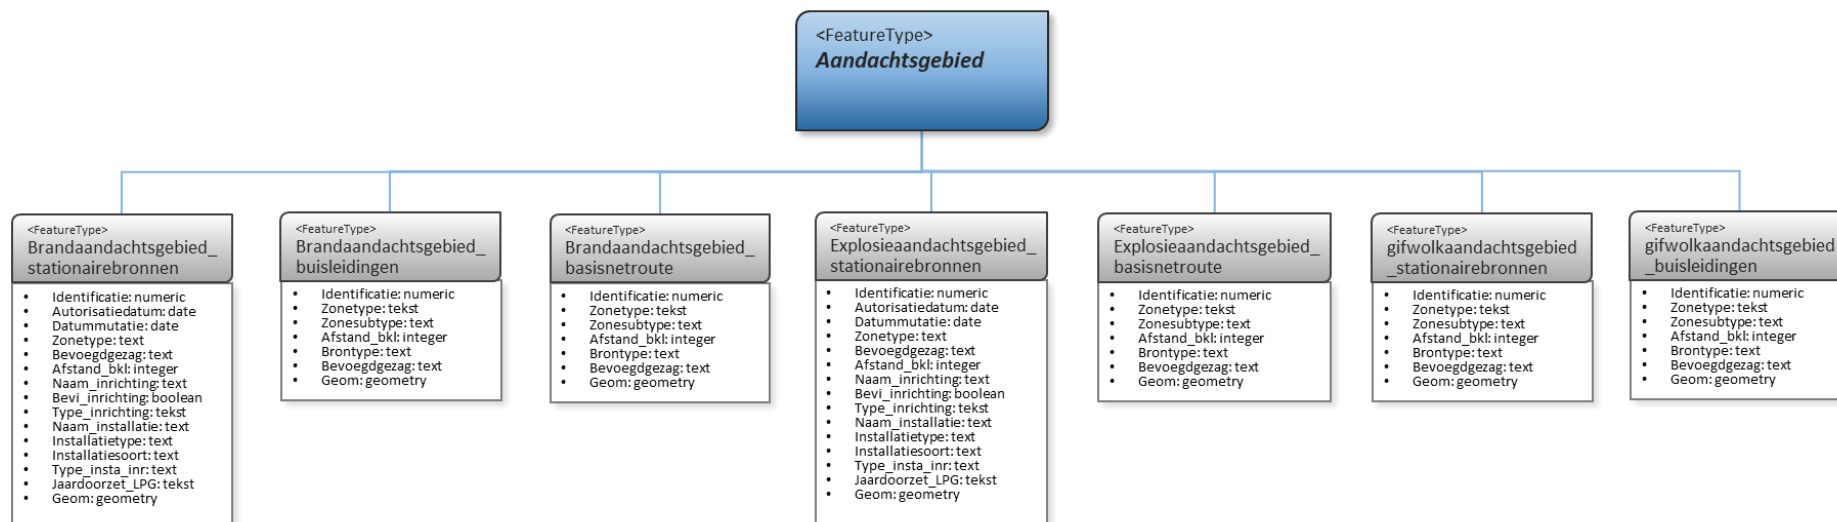 <FeatureType>
Aandachtsgebied
<FeatureType>
Brandaandachtsgebied_
stationairebronnen
• Identificatie: numeric
• Autorisatiedatum: date
• Datummutatie: date
• Zonetype: text
• Bevoegdgezag: text
• Afstand_bkl: integer
• Naam_inrichting: text
• Bevi_inrichting: boolean
• Type_inrichting: tekst
• Naam_installatie: text
• Installatietype: text
• Installatiesoort: text
• Type_insta_inr: text
• Jaardoorzet_LPG: tekst
• Geom: geometry
<FeatureType>
Brandaandachtsgebied_
buisleidingen
• Identificatie: numeric
• Zonetype: tekst
• Zonesubtype: text
• Afstand_bkl: integer
• Brontype: text
• Bevoegdgezag: text
• Geom: geometry
<FeatureType>
Brandaandachtsgebied_
basisnetroute
• Identificatie: numeric
• Zonetype: tekst
• Zonesubtype: text
• Afstand_bkl: integer
• Brontype: text
• Bevoegdgezag: text
• Geom: geometry
<FeatureType>
Explosieaandachtsgebied_
stationairebronnen
• Identificatie: numeric
• Autorisatiedatum: date
• Datummutatie: date
• Zonetype: text
• Bevoegdgezag: text
• Afstand_bkl: integer
• Naam_inrichting: text
• Bevi_inrichting: boolean
• Type_inrichting: tekst
• Naam_installatie: text
• Installatietype: text
• Installatiesoort: text
• Type_insta_inr: text
• Jaardoorzet_LPG: tekst
• Geom: geometry
<FeatureType>
Explosieaandachtsgebied_
basisnetroute
• Identificatie: numeric
• Zonetype: tekst
• Zonesubtype: text
• Afstand_bkl: integer
• Brontype: text
• Bevoegdgezag: text
• Geom: geometry
<FeatureType>
gifwolkaandachtsgebied
_stationairebronnen
• Identificatie: numeric
• Zonetype: tekst
• Zonesubtype: text
• Afstand_bkl: integer
• Brontype: text
• Bevoegdgezag: text
• Geom: geometry
<FeatureType>
gifwolkaandachtsgebied
_buisleidingen
• Identificatie: numeric
• Zonetype: tekst
• Zonesubtype: text
• Afstand_bkl: integer
• Brontype: text
• Bevoegdgezag: text
• Geom: geometry